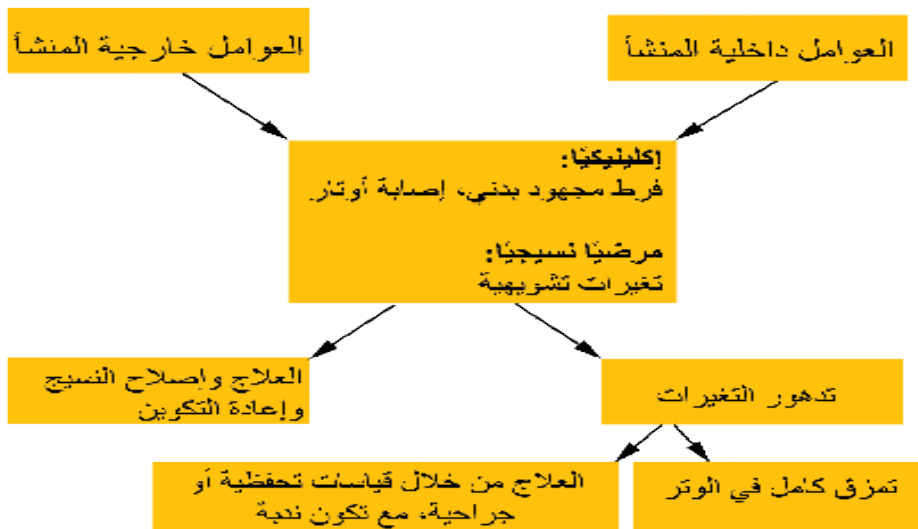 العوامل داخلية المنشأ
العوامل خارجية المنشأ
إكلينيكيًا:
فرط مجهود بدني، إصابة أوتار
مرضيًا نسيجيًا:
تغيرات تشويهية
العلاج وإصلاح النسيج
وإعادة التكوين
تدهور التغيرات
تمزق كامل في الوتر
العلاج من خلال قياسات تحفظية أو
جراحية، مع تكون ندبة